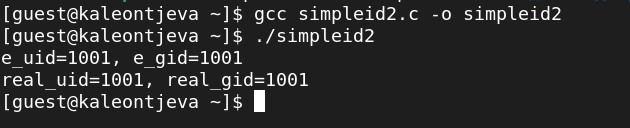 [guest@kaleontjeva ~]$ gcc simpleid2.c -o simpleid2
[guest@kaleontjeva ~]$ ./simpleid2
e_uid=1001, e_gid=1001
real_uid=1001, real_gid=1001
[guest@kaleontjeva ~]$